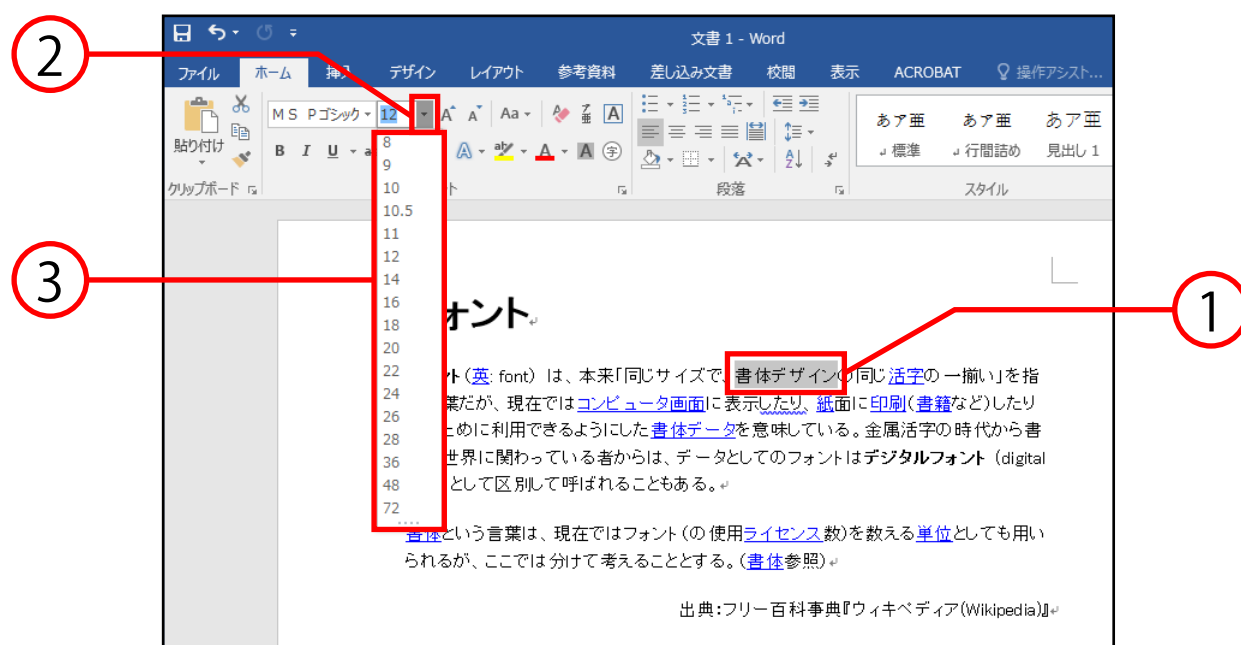 ②
文書 1 - Word
ファイル ホーム 挿入 デザイン レイアウト 参考資料 差し込み文書 校閲 表示 ACROBAT 操作アシスト...
ＭＳ Ｐゴシック 12 A A Aa
貼り付け
B I U A
クリップボード 段落 スタイル
あア亜 あア亜 あア亜
標準 行間詰め 見出し 1
8
9
10
10.5
11
12
14
16
18
20
22
24
26
28
36
48
72
③
①
ォント
(英: font) は、本来「同じサイズで、書体デザインの同じ活字の一揃い」を指
葉だが、現在ではコンピュータ画面に表示したり、紙面に印刷(書籍など)したり
ために利用できるようにした書体データを意味している。金属活字の時代から書
世界に関わっている者からは、データとしてのフォントはデジタルフォント (digital
として区別して呼ばれることもある。
書体という言葉は、現在ではフォント(の使用ライセンス数)を数える単位としても用い
られるが、ここでは分けて考えることとする。(書体参照)
出典:フリー百科事典『ウィキペディア(Wikipedia)』